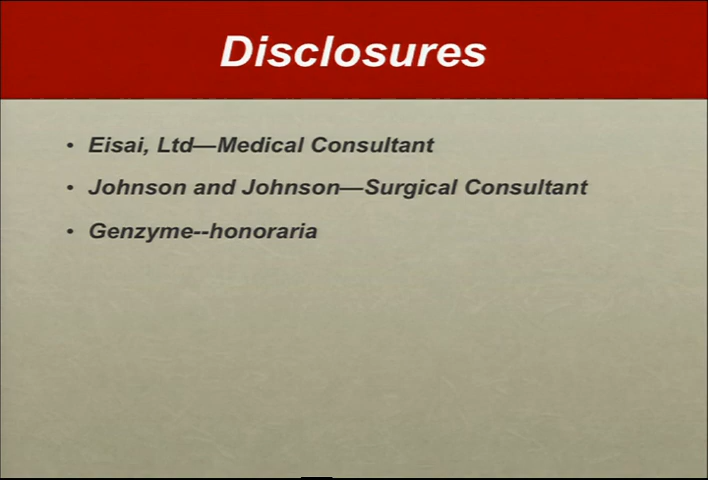 Disclosures
• Eisai, Ltd—Medical Consultant
• Johnson and Johnson—Surgical Consultant
• Genzyme--honoraria